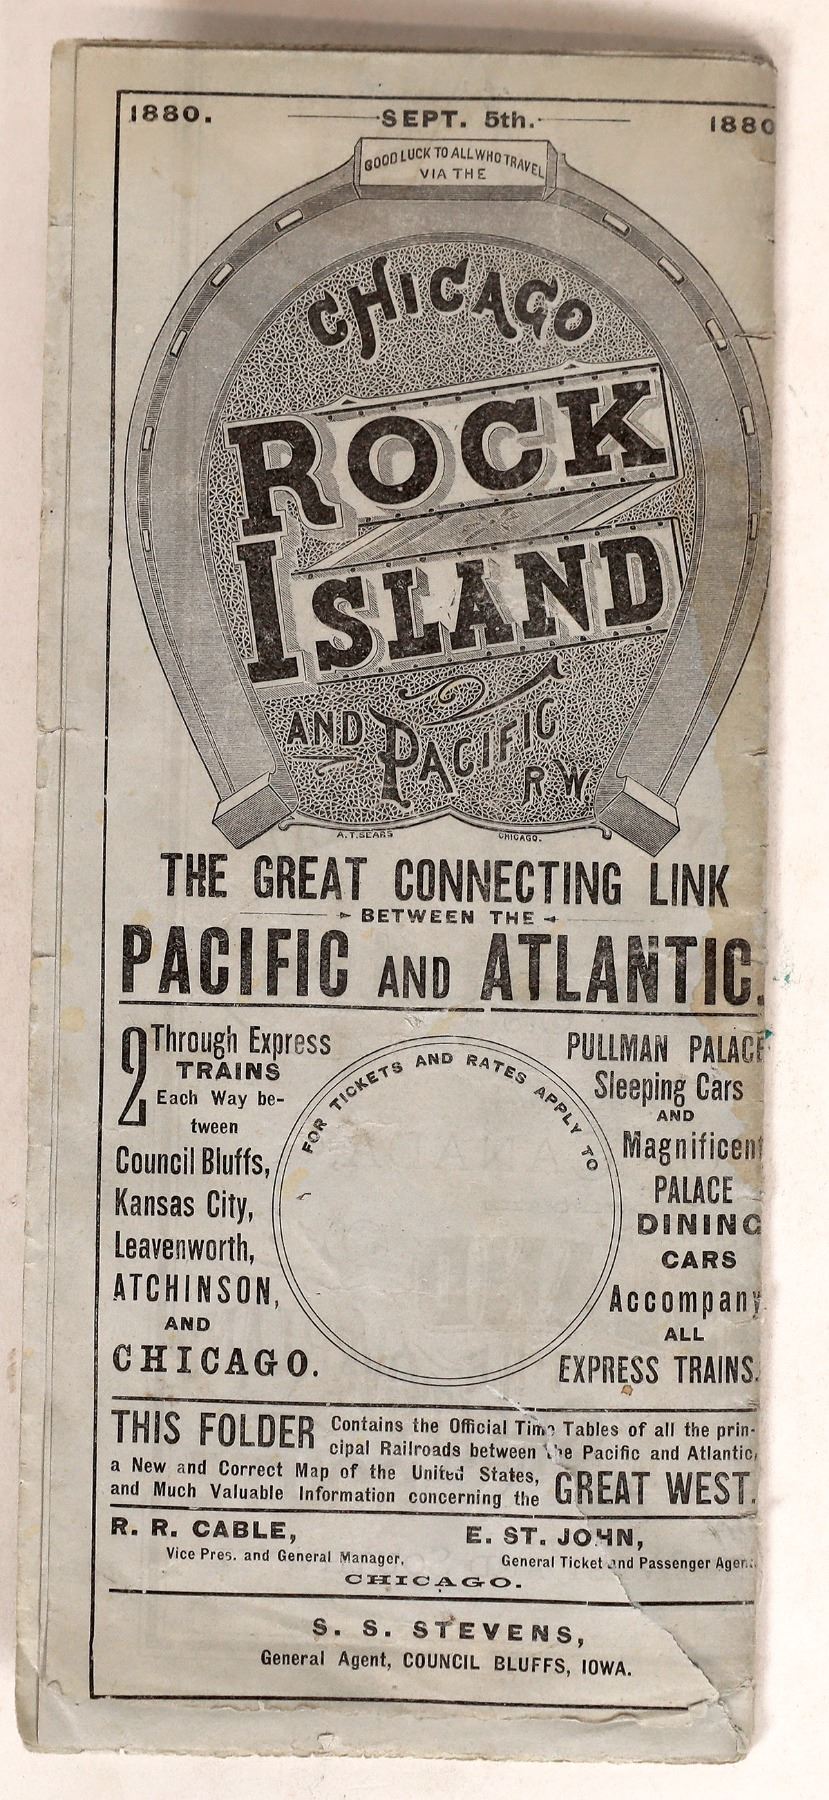 1880. SEPT. 5th. 1880
GOOD LUCK TO ALL WHO TRAVEL
VIA THE
CHICAGO
ROCK
ISLAND
AND PACIFIC
R W
A.T.SEARS CHICAGO.
THE GREAT CONNECTING LINK
BETWEEN THE
PACIFIC AND ATLANTIC.
2 Through Express
TRAINS
Each Way be-
tween
Council Bluffs,
Kansas City,
Leavenworth,
ATCHINSON,
AND
CHICAGO.
FOR TICKETS AND RATES APPLY TO
PULLMAN PALACE
Sleeping Cars
AND
Magnificent
PALACE
DINING
CARS
Accompany
ALL
EXPRESS TRAINS.
THIS FOLDER Contains the Official Time Tables of all the prin-
cipal Railroads between the Pacific and Atlantic,
a New and Correct Map of the United States,
and Much Valuable Information concerning the GREAT WEST.
R. R. CABLE,
Vice Pres. and General Manager,
E. ST. JOHN,
General Ticket and Passenger Agent.
CHICAGO.
S. S. STEVENS,
General Agent, COUNCIL BLUFFS, IOWA.